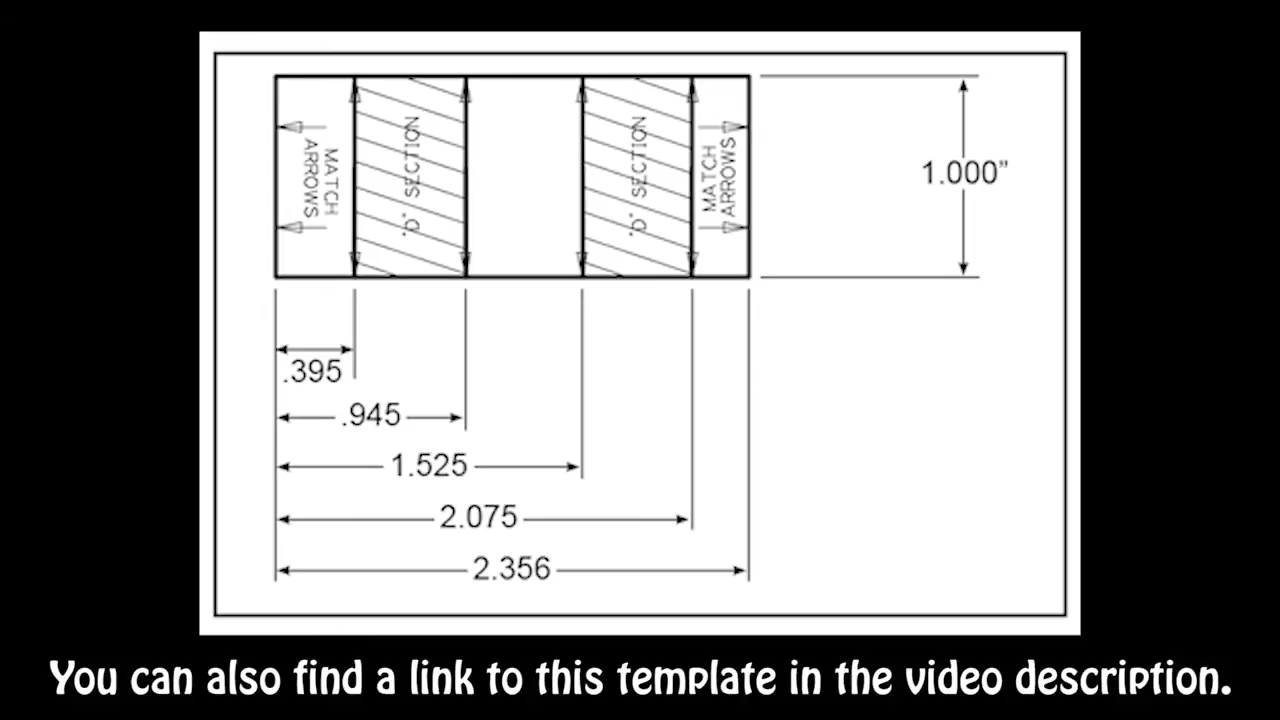 MATCH
ARROWS
"D" SECTION
"D" SECTION
MATCH
ARROWS
1.000”
.395
.945
1.525
2.075
2.356
You can also find a link to this template in the video description.